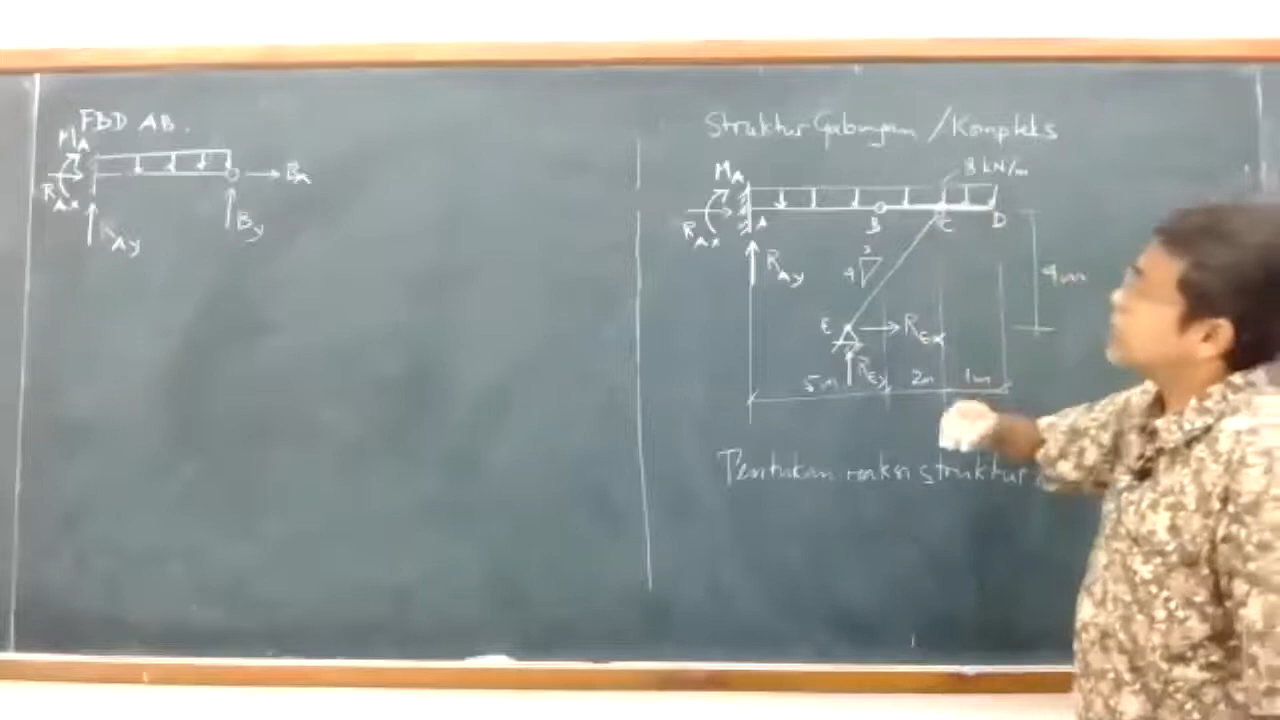 FBD AB.
MA
RAx
RAy
Bx
By
Struktur Gabungan / Kompleks
MA
8 kN/m
RAx
A
B
C
D
RAy
3
4
4m
E
REx
REy
5m
2m
1m
Tentukan reaksi struktur